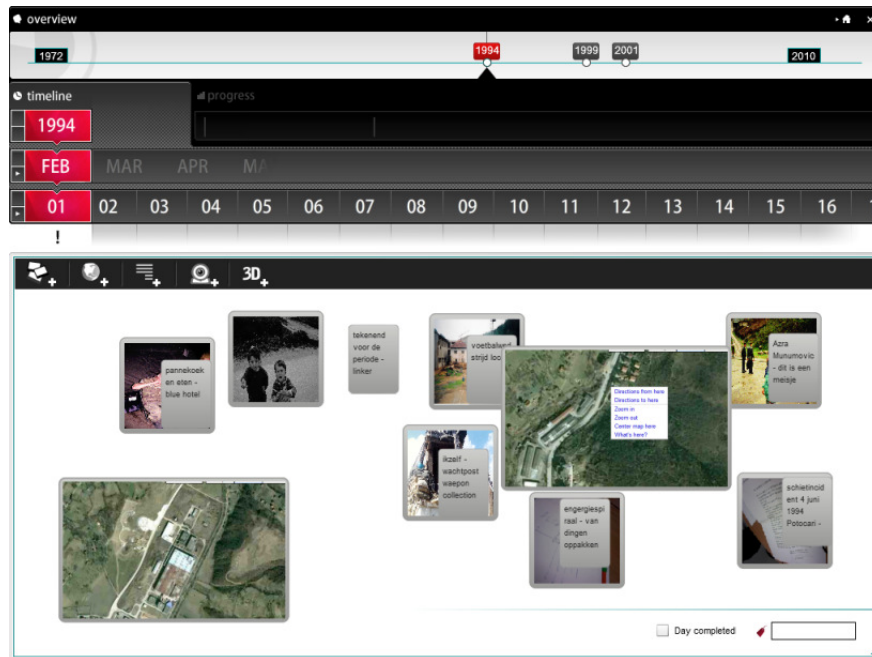 overview
1972
1994
1999
2001
2010
timeline
progress
1994
FEB MAR APR
01 02 03 04 05 06 07 08 09 10 11 12 13 14 15 16
!
3D
pannekoek
en eten -
blue hotel
tekenend
voor de
periode -
linker
voetbalwed
strijd
Azra
Munumovic
- dit is een
meisje
Directions from here
Directions to here
Zoom in
Zoom out
Center map here
What's here?
ikzelf -
wachtpost
waepon
collection
engergiespi
raal - van
dingen
oppakken
schietincid
ent 4 juni
1994
Potocari -
Day completed